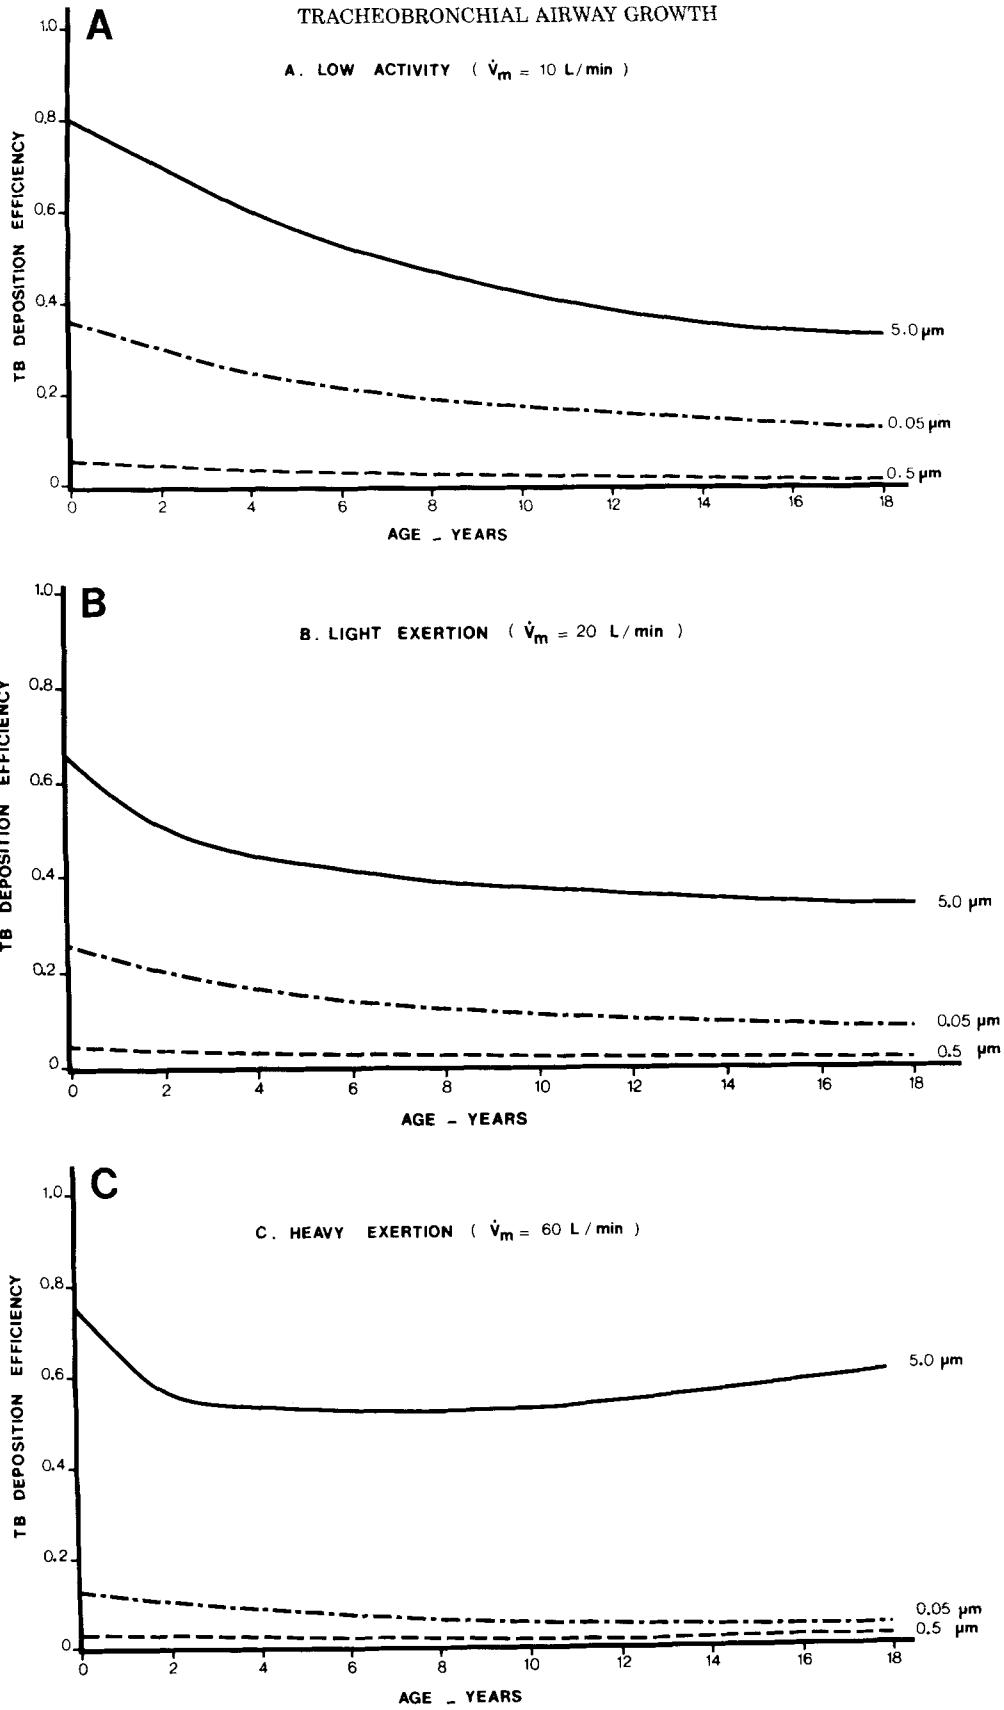 TRACHEOBRONCHIAL AIRWAY GROWTH
A
A. LOW ACTIVITY ( V̇m = 10 L/min )
TB DEPOSITION EFFICIENCY
1.0
0.8
0.6
0.4
0.2
0
5.0 µm
0.05 µm
0.5 µm
0 2 4 6 8 10 12 14 16 18
AGE – YEARS
B
B. LIGHT EXERTION ( V̇m = 20 L/min )
TB DEPOSITION EFFICIENCY
1.0
0.8
0.6
0.4
0.2
0
5.0 µm
0.05 µm
0.5 µm
0 2 4 6 8 10 12 14 16 18
AGE – YEARS
C
C. HEAVY EXERTION ( V̇m = 60 L/min )
TB DEPOSITION EFFICIENCY
1.0
0.8
0.6
0.4
0.2
0
5.0 µm
0.05 µm
0.5 µm
0 2 4 6 8 10 12 14 16 18
AGE – YEARS